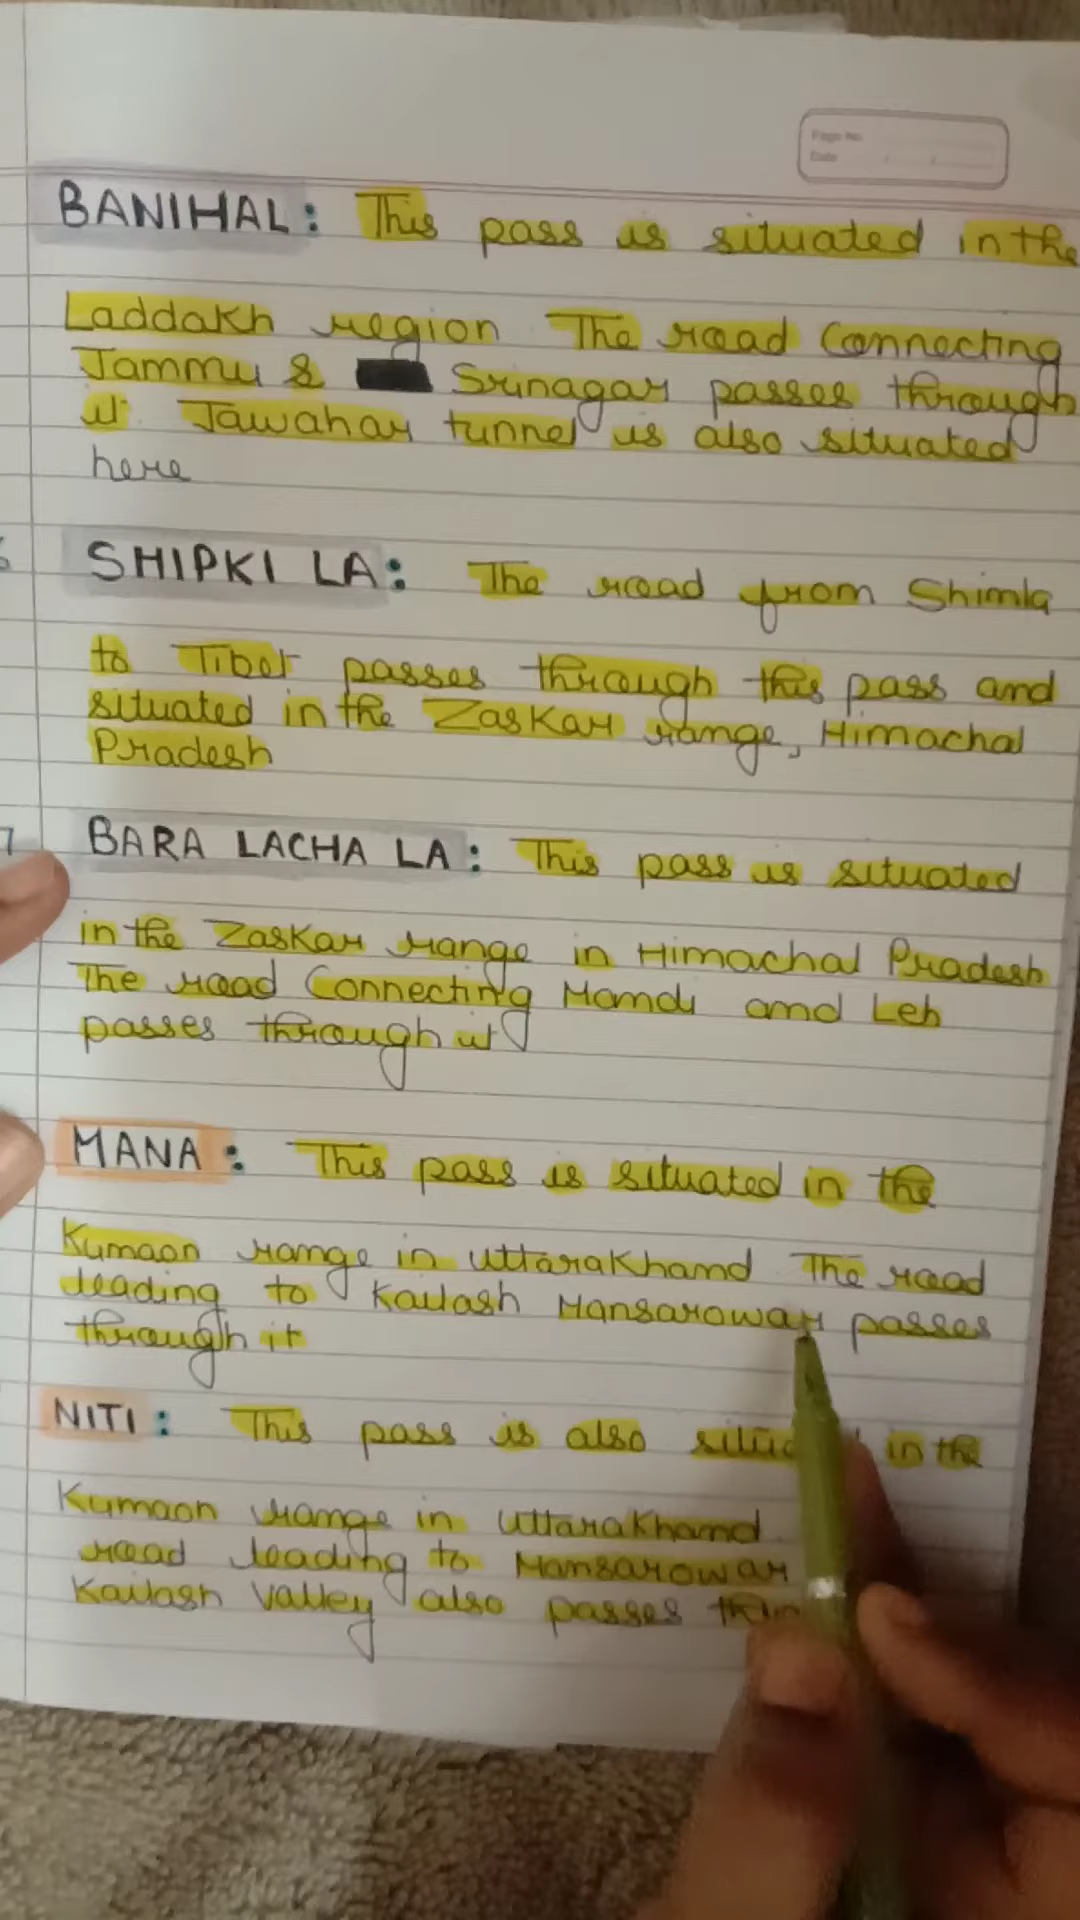 Page No.
Date
BANIHAL: This pass is situated in the
Laddakh region The road Connecting
Jammu & Srinagar passes through
it. Jawahar tunnel is also situated
here
SHIPKI LA: The road from Shimla
to Tibet passes through this pass and
situated in the Zaskar range, Himachal
Pradesh
7 BARA LACHA LA: This pass is situated
in the Zaskar range in Himachal Pradesh
The road Connecting Mandi and Leh
passes through it
MANA: This pass is situated in the
Kumaon range in Uttarakhand The road
leading to Kailash Mansarowar passes
through it
NITI: This pass is also in the
Kumaon range in Uttarakhand
road leading to Mansarowar
Kailash Valley also passes